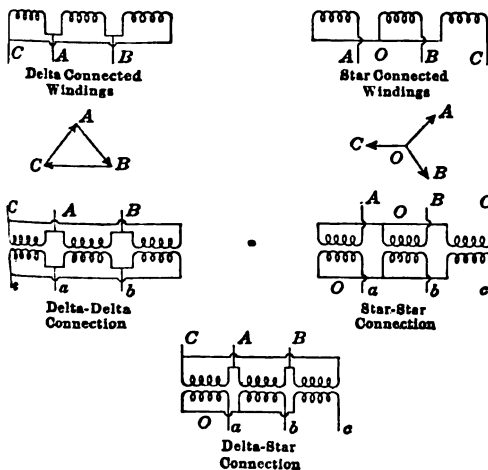 C A B
Delta Connected
Windings
A O B C
Star Connected
Windings
A
C B
A
C O
B
C A B
a b
Delta-Delta
Connection
A O B C
O a b c
Star-Star
Connection
C A B
O a b c
Delta-Star
Connection